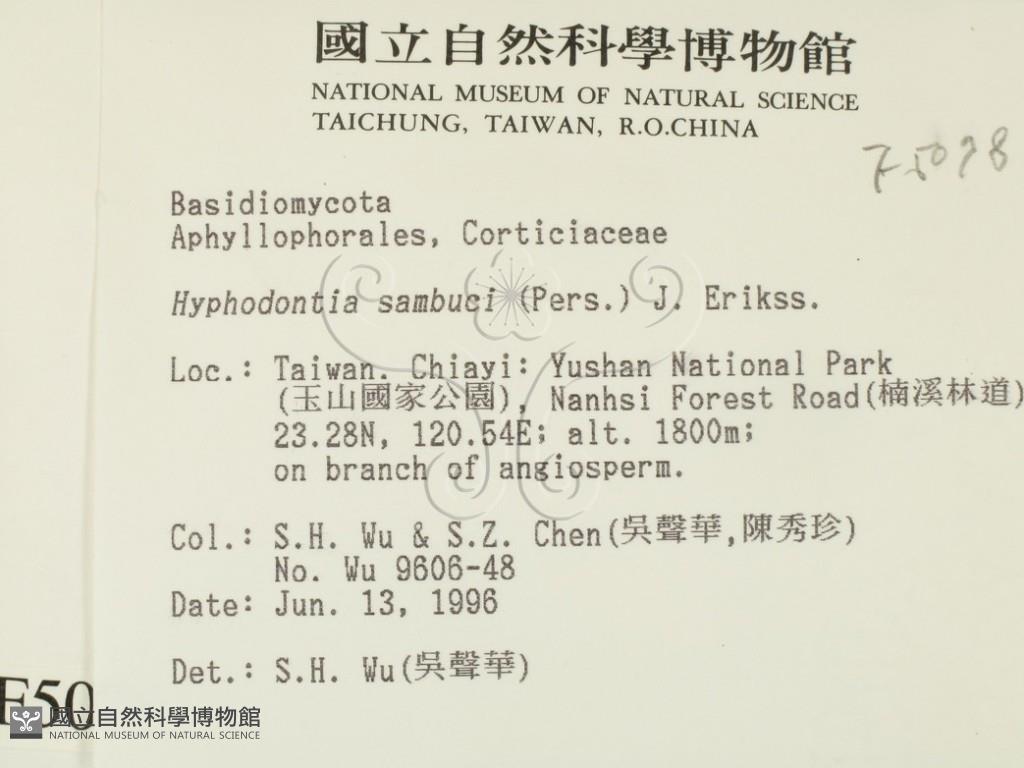 國立自然科學博物館
NATIONAL MUSEUM OF NATURAL SCIENCE
TAICHUNG, TAIWAN, R.O.CHINA
F5098
Basidiomycota
Aphyllophorales, Corticiaceae
Hyphodontia sambuci (Pers.) J. Erikss.
Loc.: Taiwan. Chiayi: Yushan National Park
(玉山國家公園), Nanhsi Forest Road(楠溪林道)
23.28N, 120.54E; alt. 1800m;
on branch of angiosperm.
Col.: S.H. Wu & S.Z. Chen(吳聲華,陳秀珍)
No. Wu 9606-48
Date: Jun. 13, 1996
Det.: S.H. Wu(吳聲華)
F50
國立自然科學博物館
NATIONAL MUSEUM OF NATURAL SCIENCE